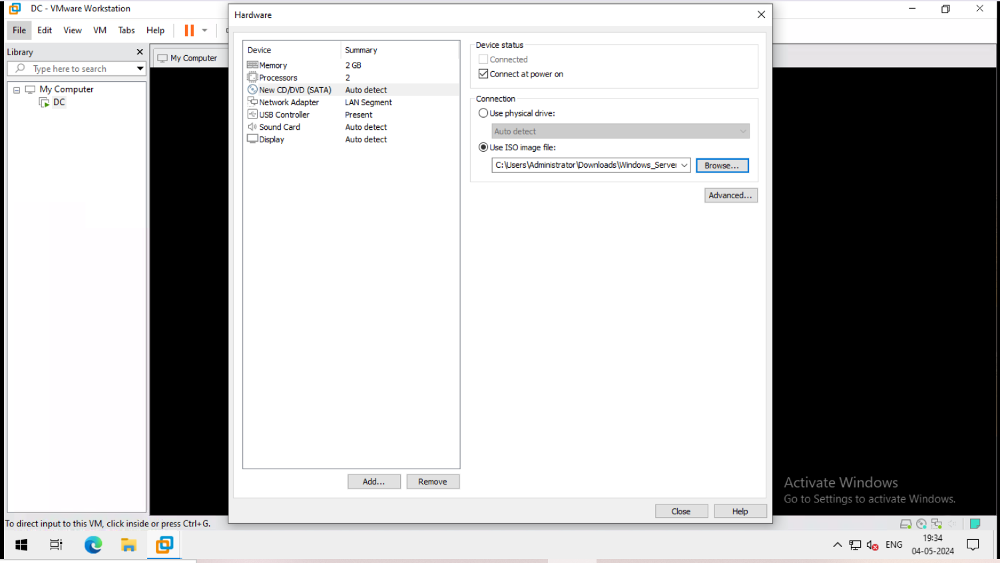 DC - VMware Workstation
File Edit View VM Tabs Help
Library
Type here to search
My Computer
DC
My Computer
Hardware
Device Summary
Memory 2 GB
Processors 2
New CD/DVD (SATA) Auto detect
Network Adapter LAN Segment
USB Controller Present
Sound Card Auto detect
Display Auto detect
Add... Remove
Device status
Connected
Connect at power on
Connection
Use physical drive:
Auto detect
Use ISO image file:
C:\Users\Administrator\Downloads\Windows_Server Browse...
Advanced...
Close Help
Activate Windows
Go to Settings to activate Windows.
To direct input to this VM, click inside or press Ctrl+G.
ENG
19:34
04-05-2024